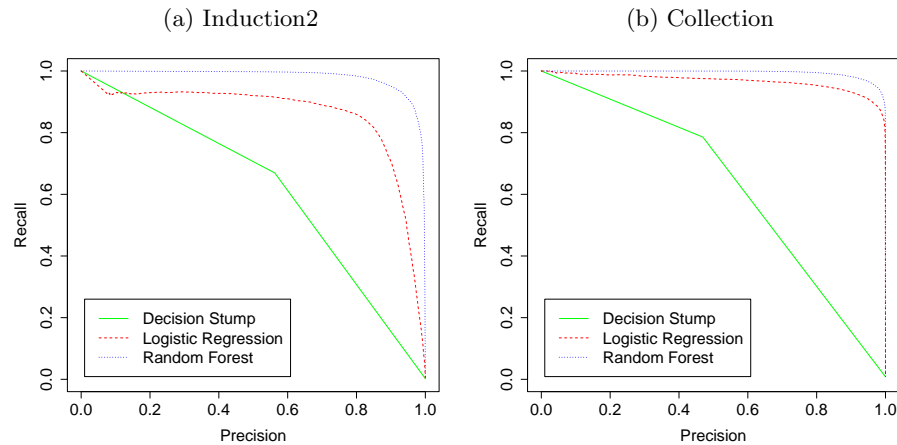 (a) Induction2
1.0
0.8
0.6
0.4
0.2
0.0
Recall
Decision Stump
Logistic Regression
Random Forest
0.0 0.2 0.4 0.6 0.8 1.0
Precision
(b) Collection
1.0
0.8
0.6
0.4
0.2
0.0
Recall
Decision Stump
Logistic Regression
Random Forest
0.0 0.2 0.4 0.6 0.8 1.0
Precision